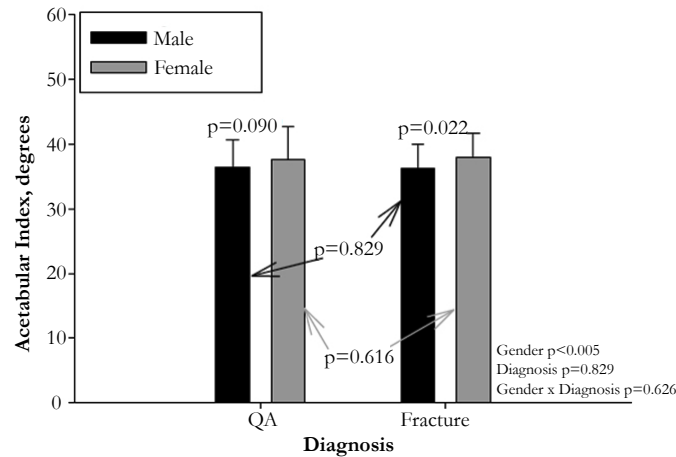 60
50
40
30
20
10
0
Acetabular Index, degrees
Male
Female
p=0.090
p=0.022
p=0.829
p=0.616
Gender p<0.005
Diagnosis p=0.829
Gender x Diagnosis p=0.626
QA
Fracture
Diagnosis